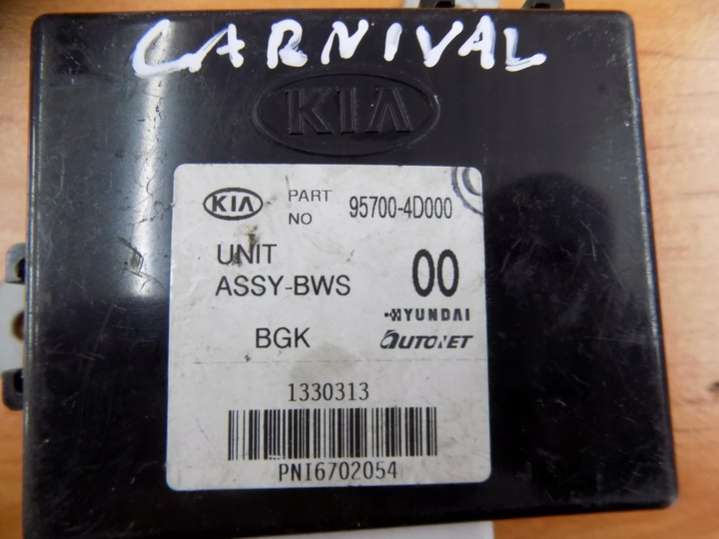 CARNIVAL
KIA
KIA PART NO 95700-4D000
UNIT ASSY-BWS 00
HYUNDAI
BGK AUTONET
1330313
PNI6702054